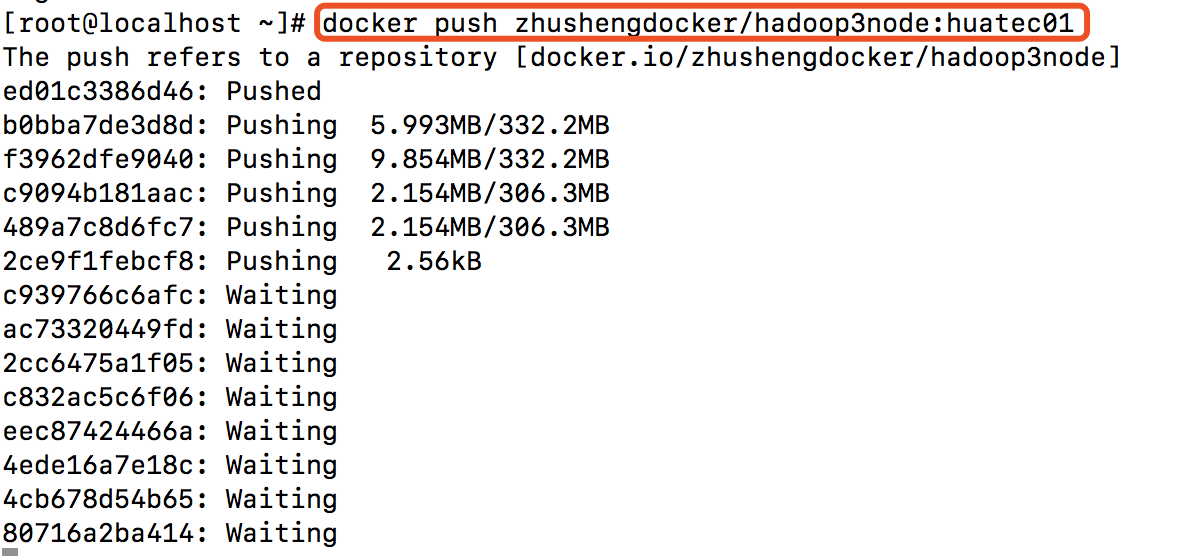 [root@localhost ~]# docker push zhushengdocker/hadoop3node:huatec01
The push refers to a repository [docker.io/zhushengdocker/hadoop3node]
ed01c3386d46: Pushed
b0bba7de3d8d: Pushing  5.993MB/332.2MB
f3962dfe9040: Pushing  9.854MB/332.2MB
c9094b181aac: Pushing  2.154MB/306.3MB
489a7c8d6fc7: Pushing  2.154MB/306.3MB
2ce9f1febcf8: Pushing   2.56kB
c939766c6afc: Waiting
ac73320449fd: Waiting
2cc6475a1f05: Waiting
c832ac5c6f06: Waiting
eec87424466a: Waiting
4ede16a7e18c: Waiting
4cb678d54b65: Waiting
80716a2ba414: Waiting